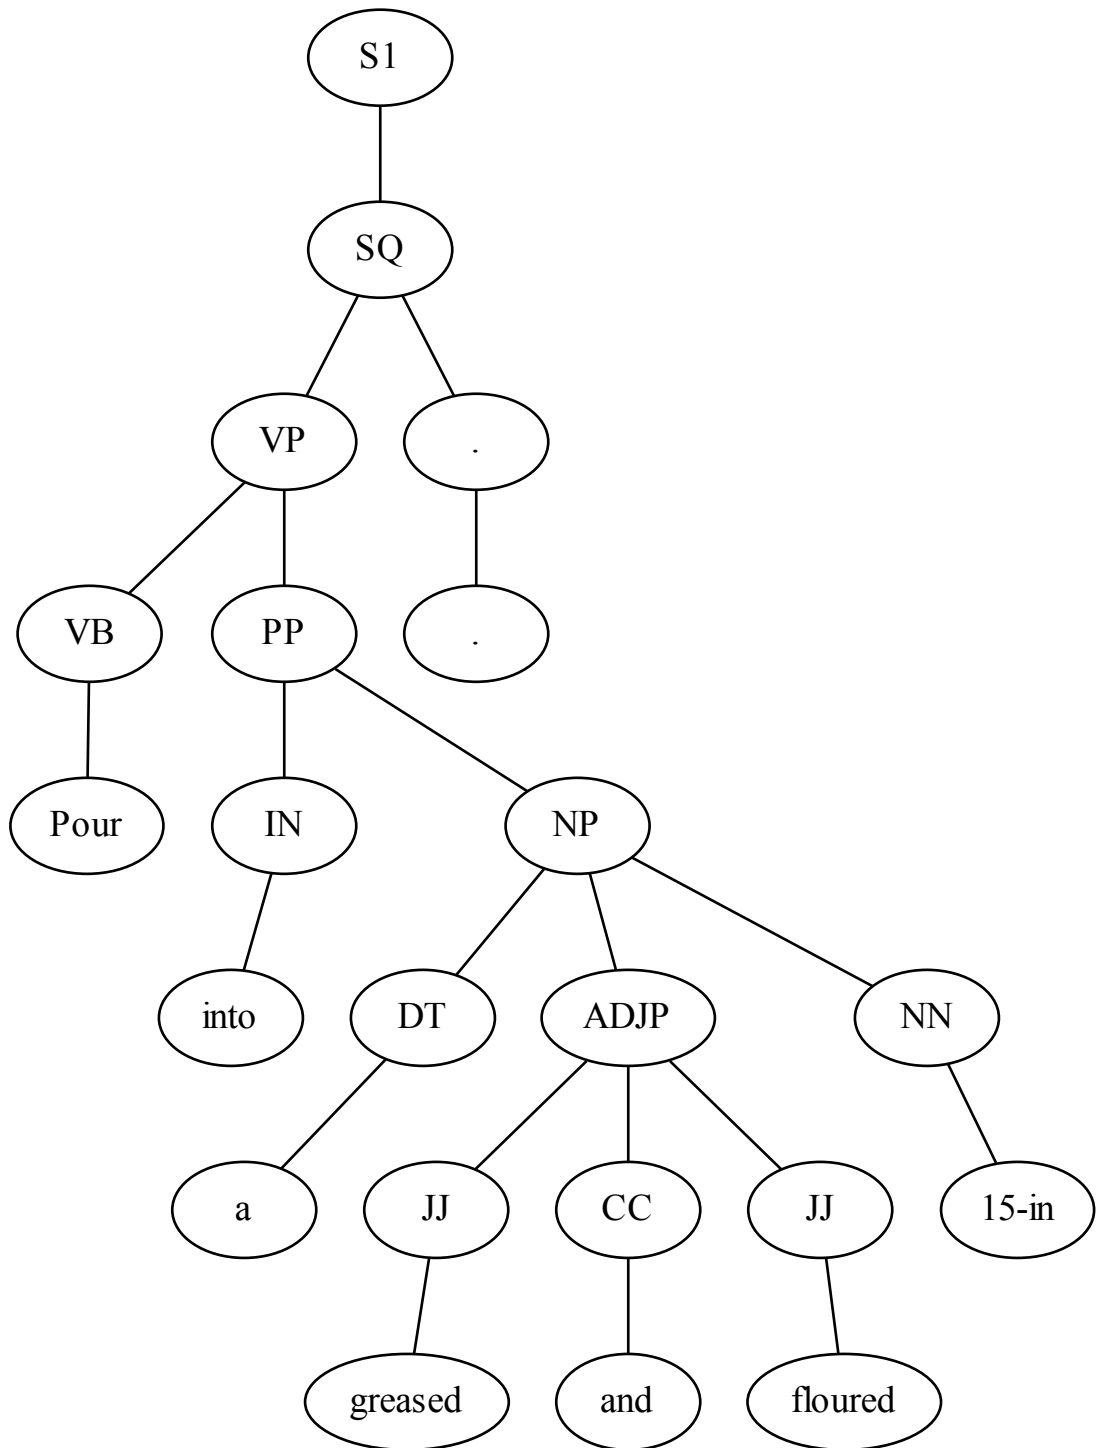 S1
SQ
VP .
VB PP .
Pour IN NP
into DT ADJP NN
a JJ CC JJ 15-in
greased and floured